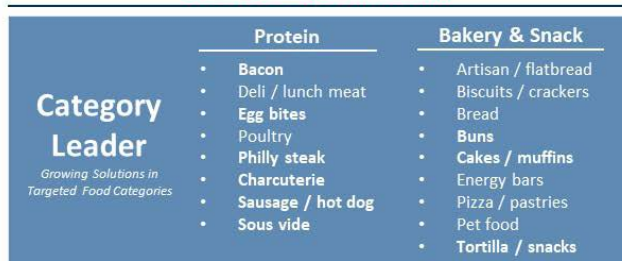 Category
Leader
Growing Solutions in
Targeted Food Categories
Protein
• Bacon
• Deli / lunch meat
• Egg bites
• Poultry
• Philly steak
• Charcuterie
• Sausage / hot dog
• Sous vide
Bakery & Snack
• Artisan / flatbread
• Biscuits / crackers
• Bread
• Buns
• Cakes / muffins
• Energy bars
• Pizza / pastries
• Pet food
• Tortilla / snacks